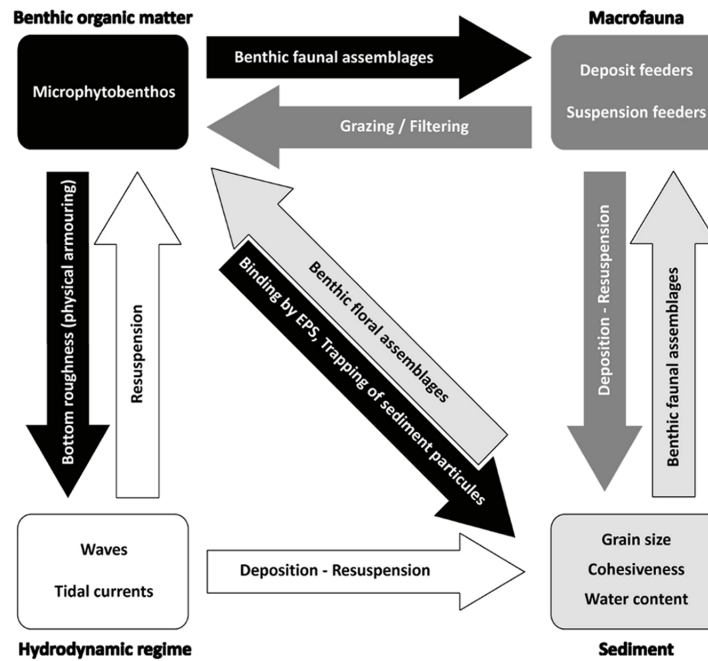 Benthic organic matter
Macrofauna
Microphytobenthos
Benthic faunal assemblages
Deposit feeders
Suspension feeders
Grazing / Filtering
Bottom roughness (physical armouring)
Resuspension
Benthic floral assemblages
Binding by EPS, Trapping of sediment particules
Deposition - Resuspension
Benthic faunal assemblages
Waves
Tidal currents
Deposition - Resuspension
Grain size
Cohesiveness
Water content
Hydrodynamic regime
Sediment